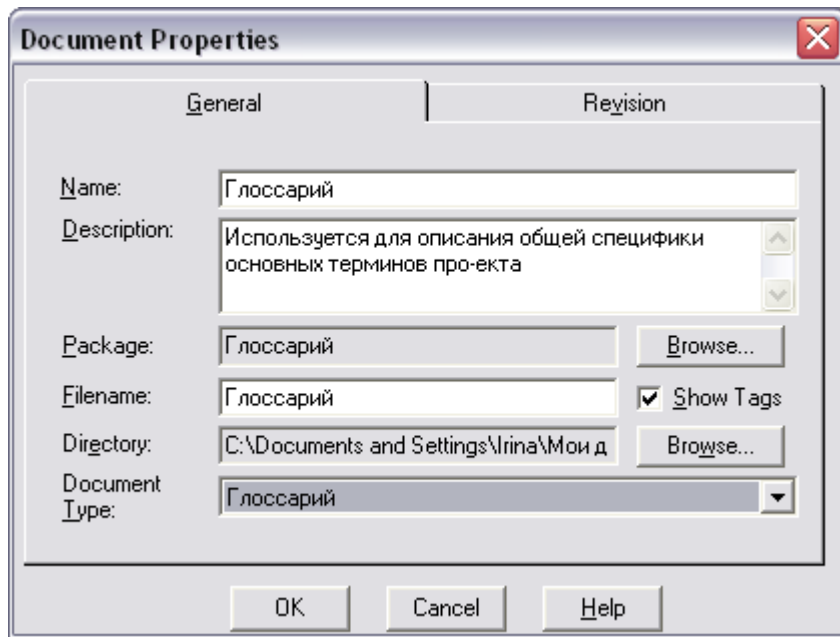 Document Properties
General
Revision
Name:
Глоссарий
Description:
Используется для описания общей специфики
основных терминов про-екта
Package:
Глоссарий
Browse...
Filename:
Глоссарий
Show Tags
Directory:
C:\Documents and Settings\Irina\Мои д
Browse...
Document
Type:
Глоссарий
OK
Cancel
Help